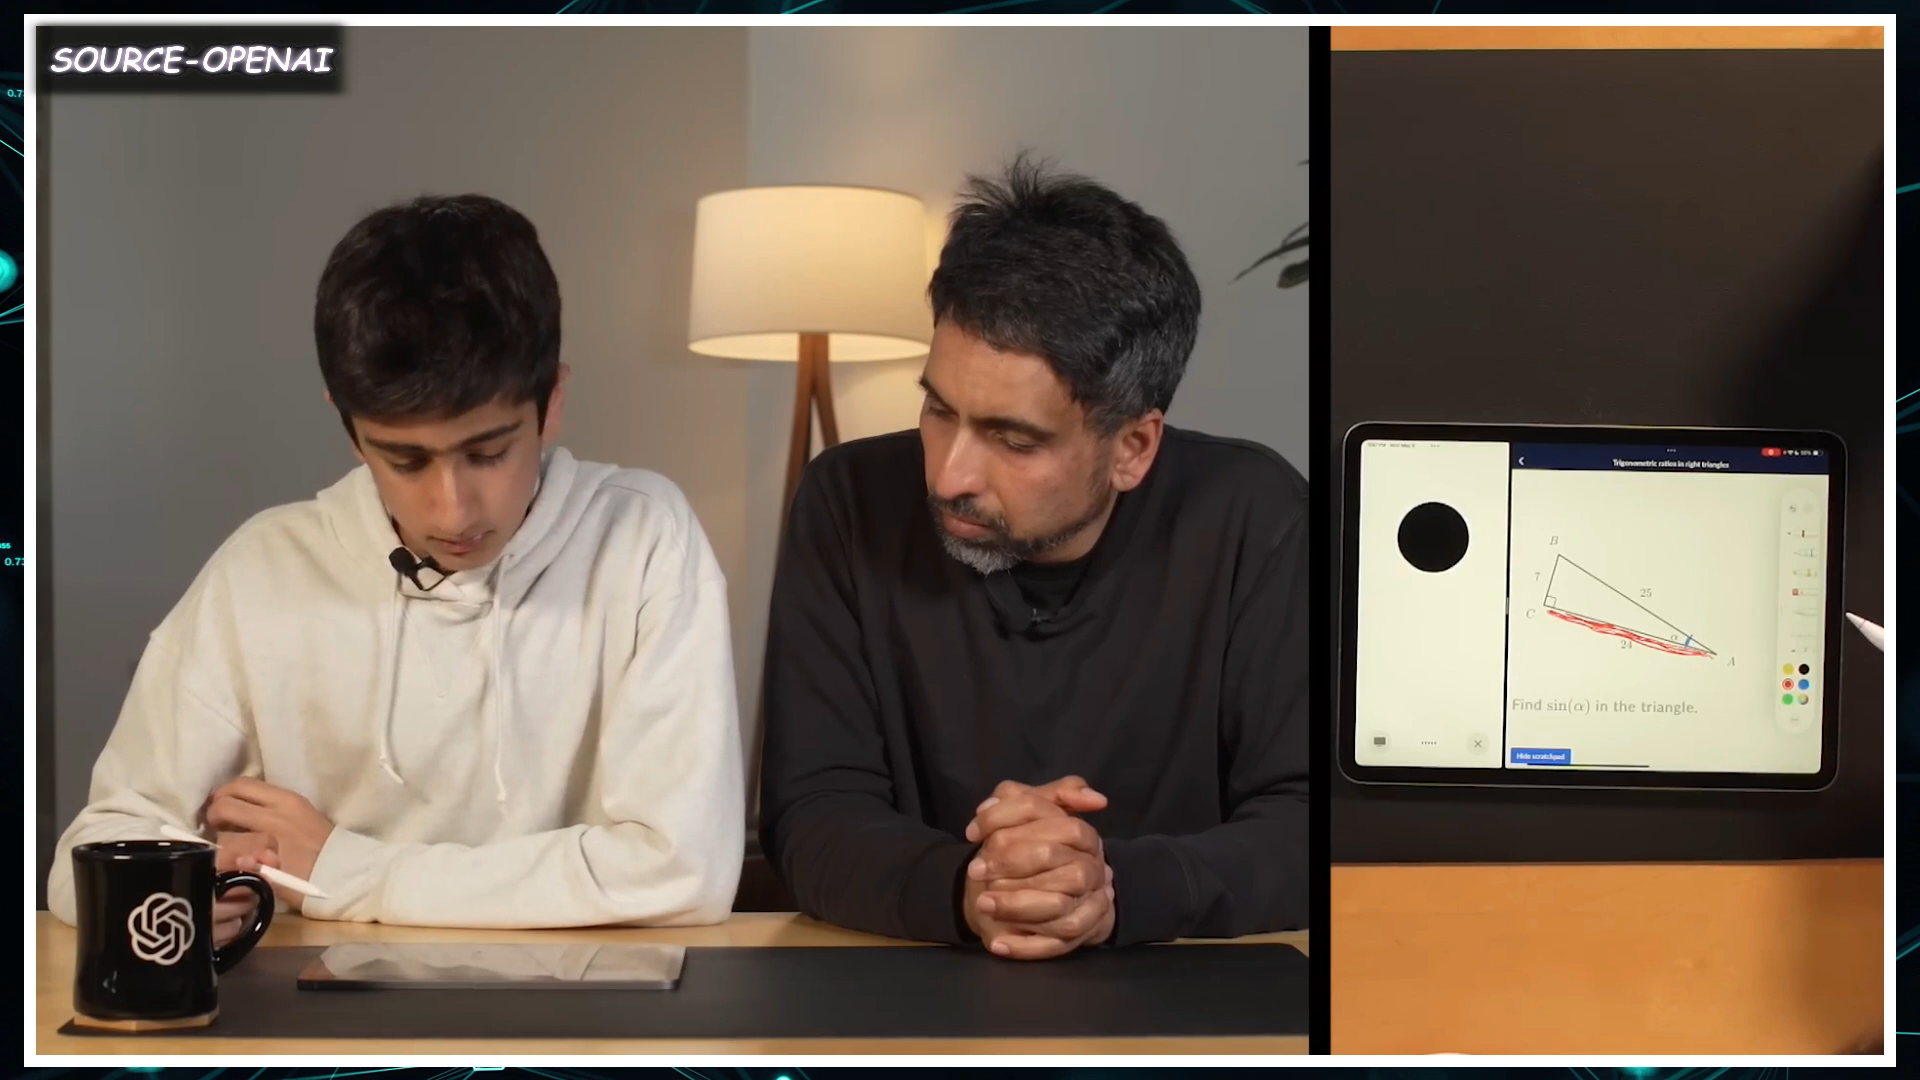 SOURCE-OPENAI
Trigonometric ratios in right triangles
B
7
25
C
α
24
A
Find sin(α) in the triangle.
Hide scratchpad